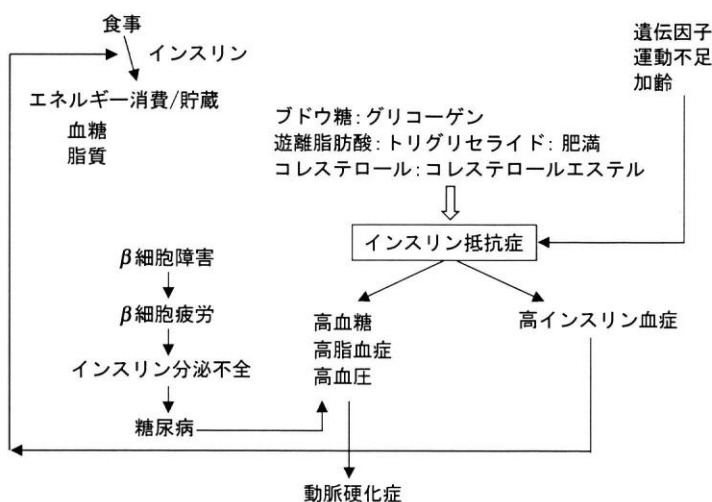 食事
インスリン
エネルギー消費/貯蔵
血糖
脂質
遺伝因子
運動不足
加齢
ブドウ糖:グリコーゲン
遊離脂肪酸:トリグリセライド:肥満
コレステロール:コレステロールエステル
インスリン抵抗症
β細胞障害
β細胞疲労
インスリン分泌不全
糖尿病
高血糖
高脂血症
高血圧
高インスリン血症
動脈硬化症